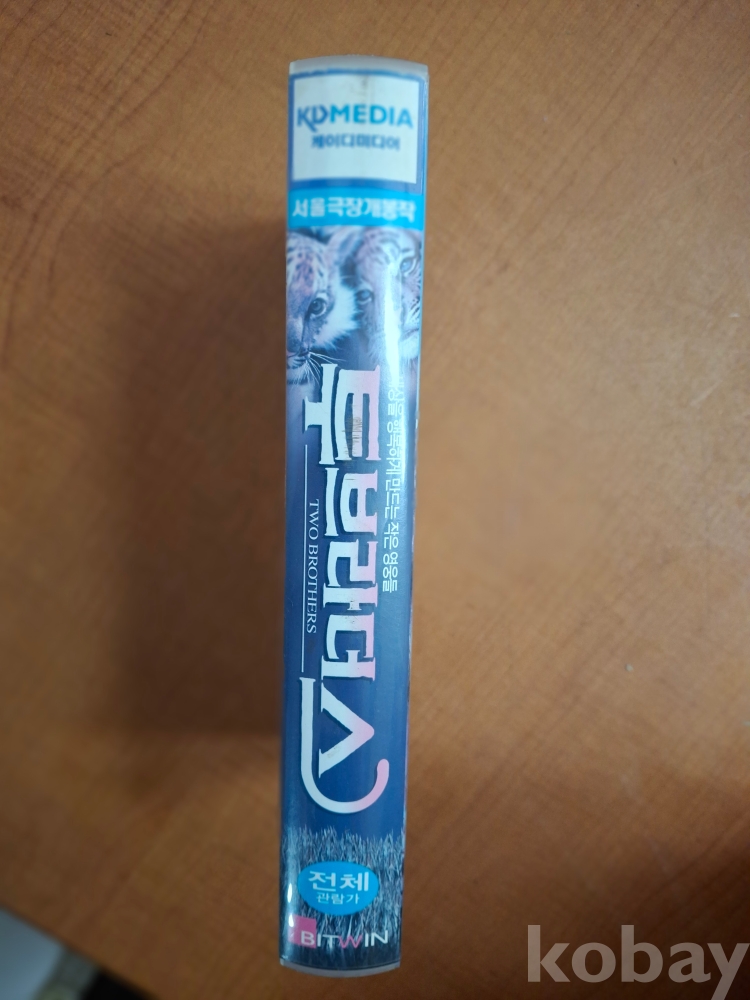 KDMEDIA
케이디미디어
서울극장개봉작
세상을 행복하게 만드는 작은 영웅들
투 브라더스
TWO BROTHERS
전체
관람가
BITWIN
kobay